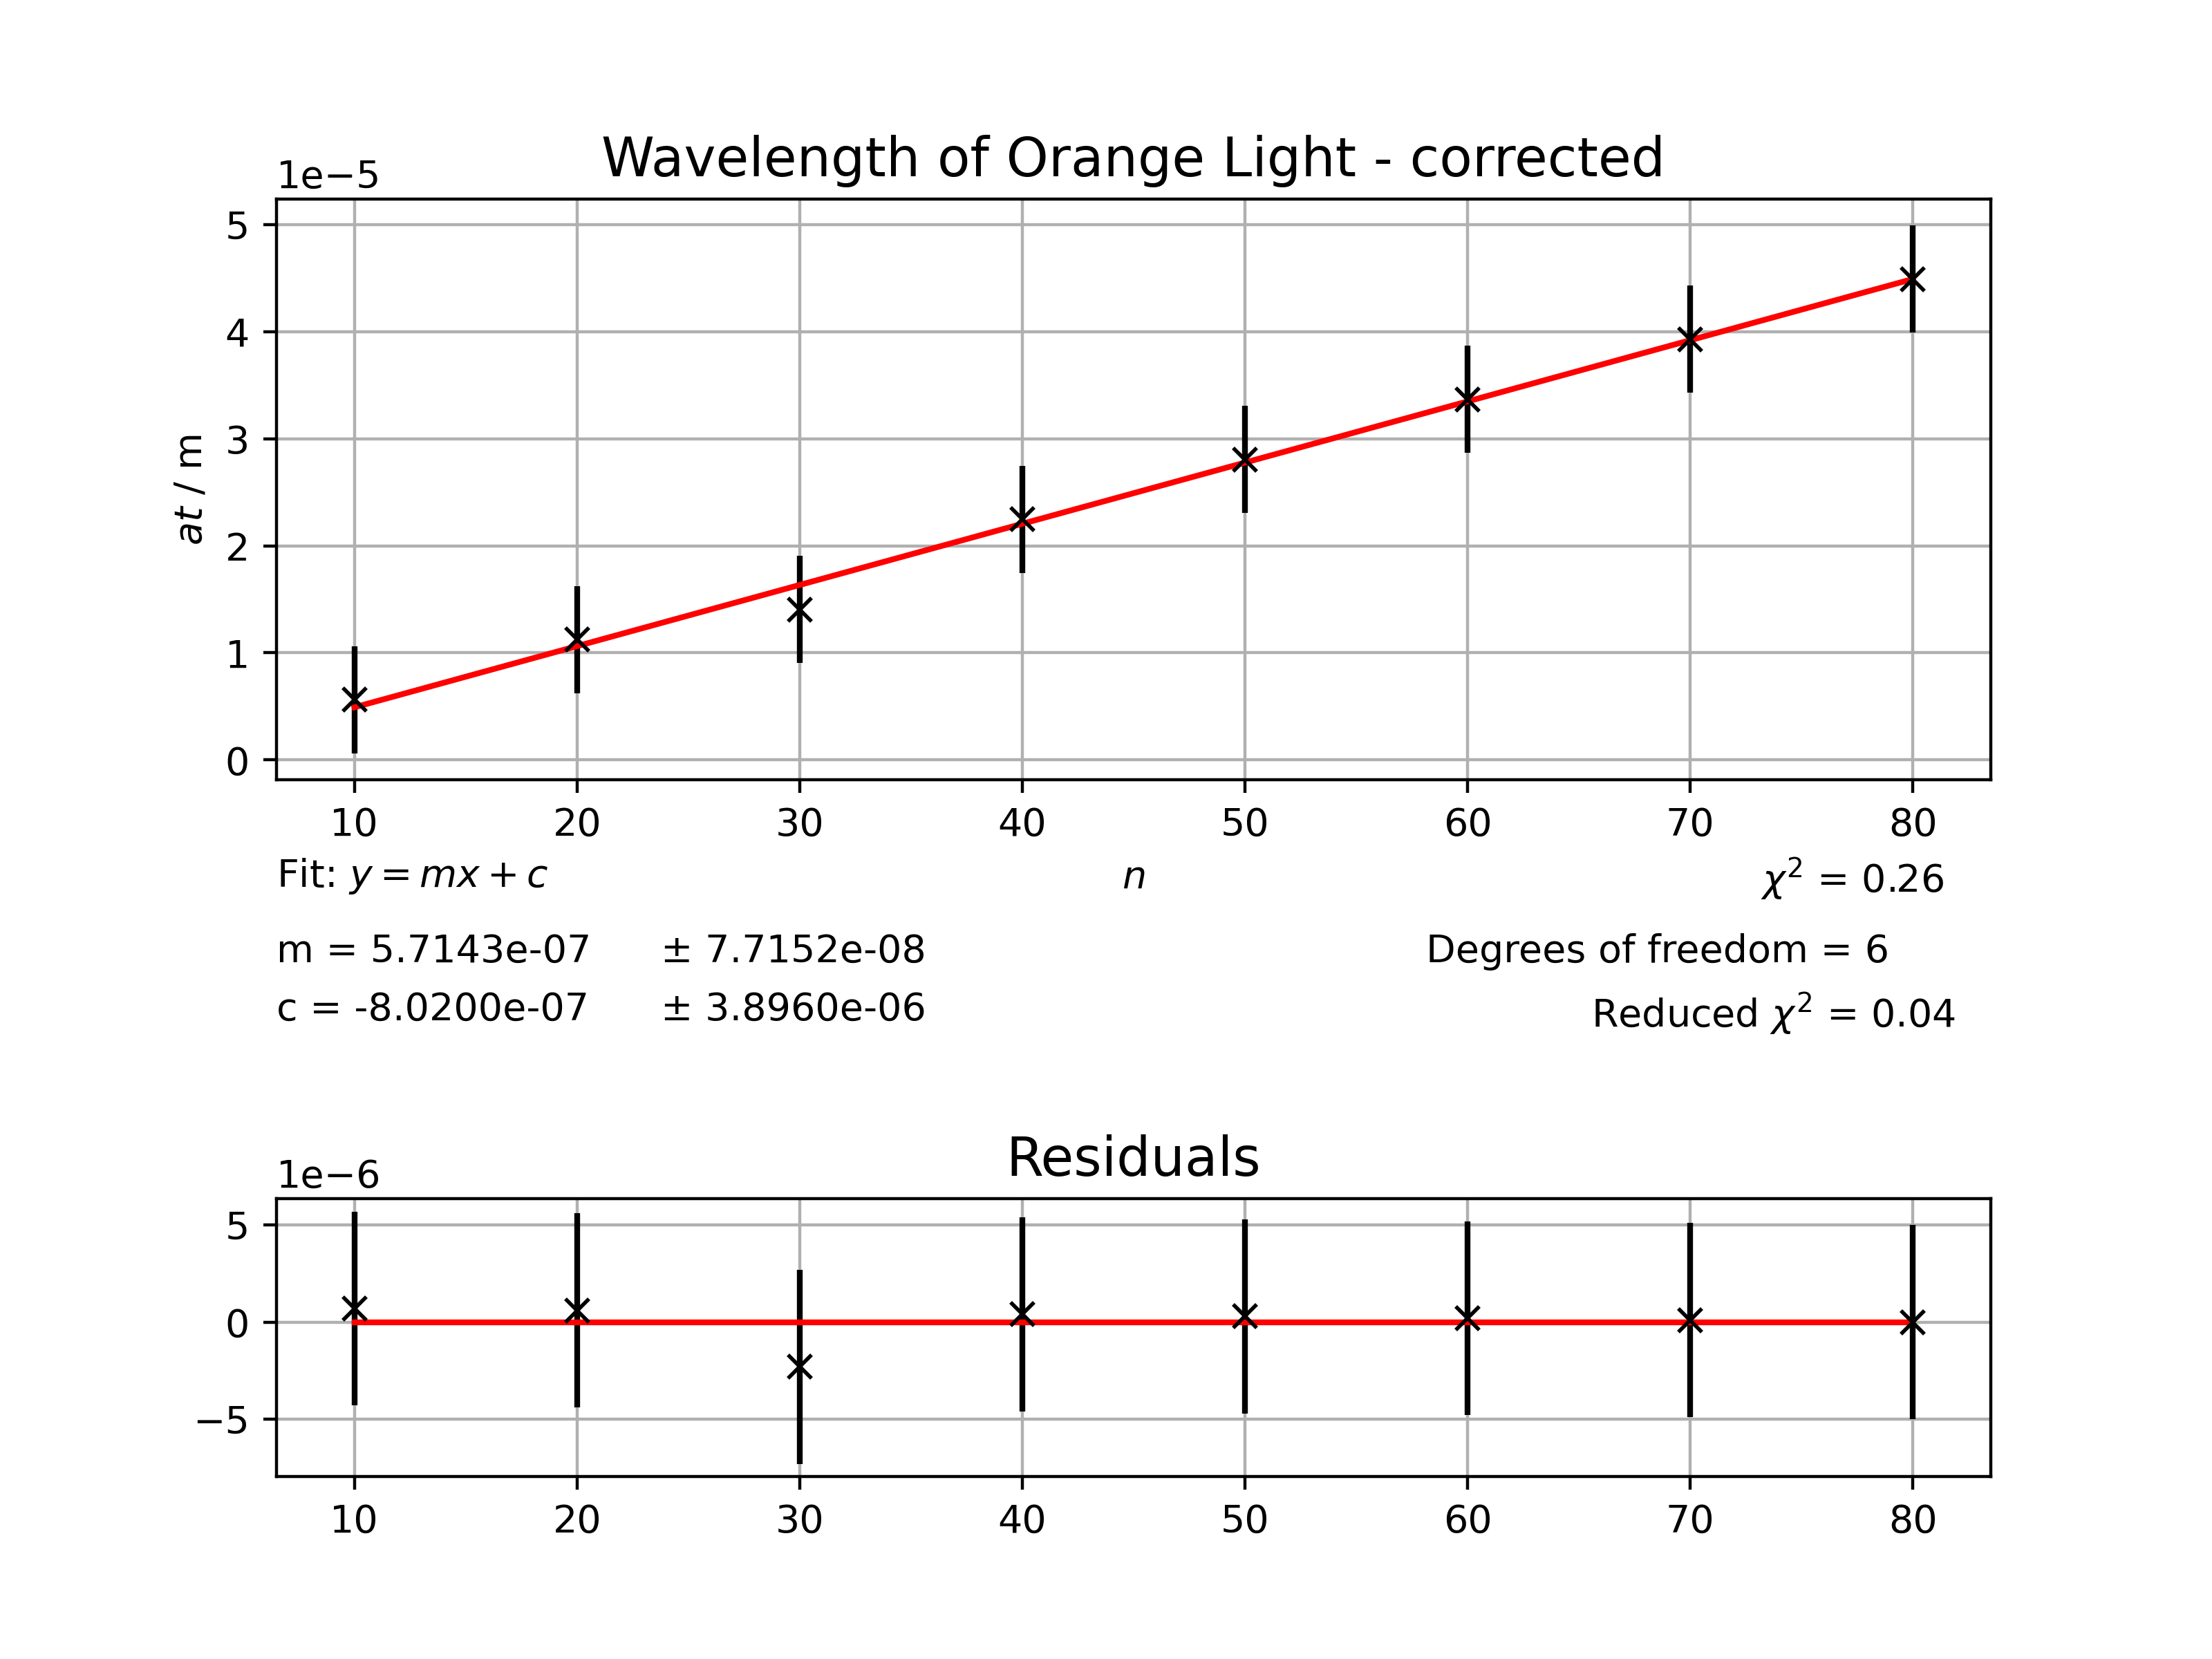 Wavelength of Orange Light - corrected
1e−5
5
4
3
2
1
0
at / m
10 20 30 40 50 60 70 80
n
Fit: y = mx + c
χ² = 0.26
m = 5.7143e-07 ± 7.7152e-08
Degrees of freedom = 6
c = -8.0200e-07 ± 3.8960e-06
Reduced χ² = 0.04
Residuals
1e−6
5
0
−5
10 20 30 40 50 60 70 80